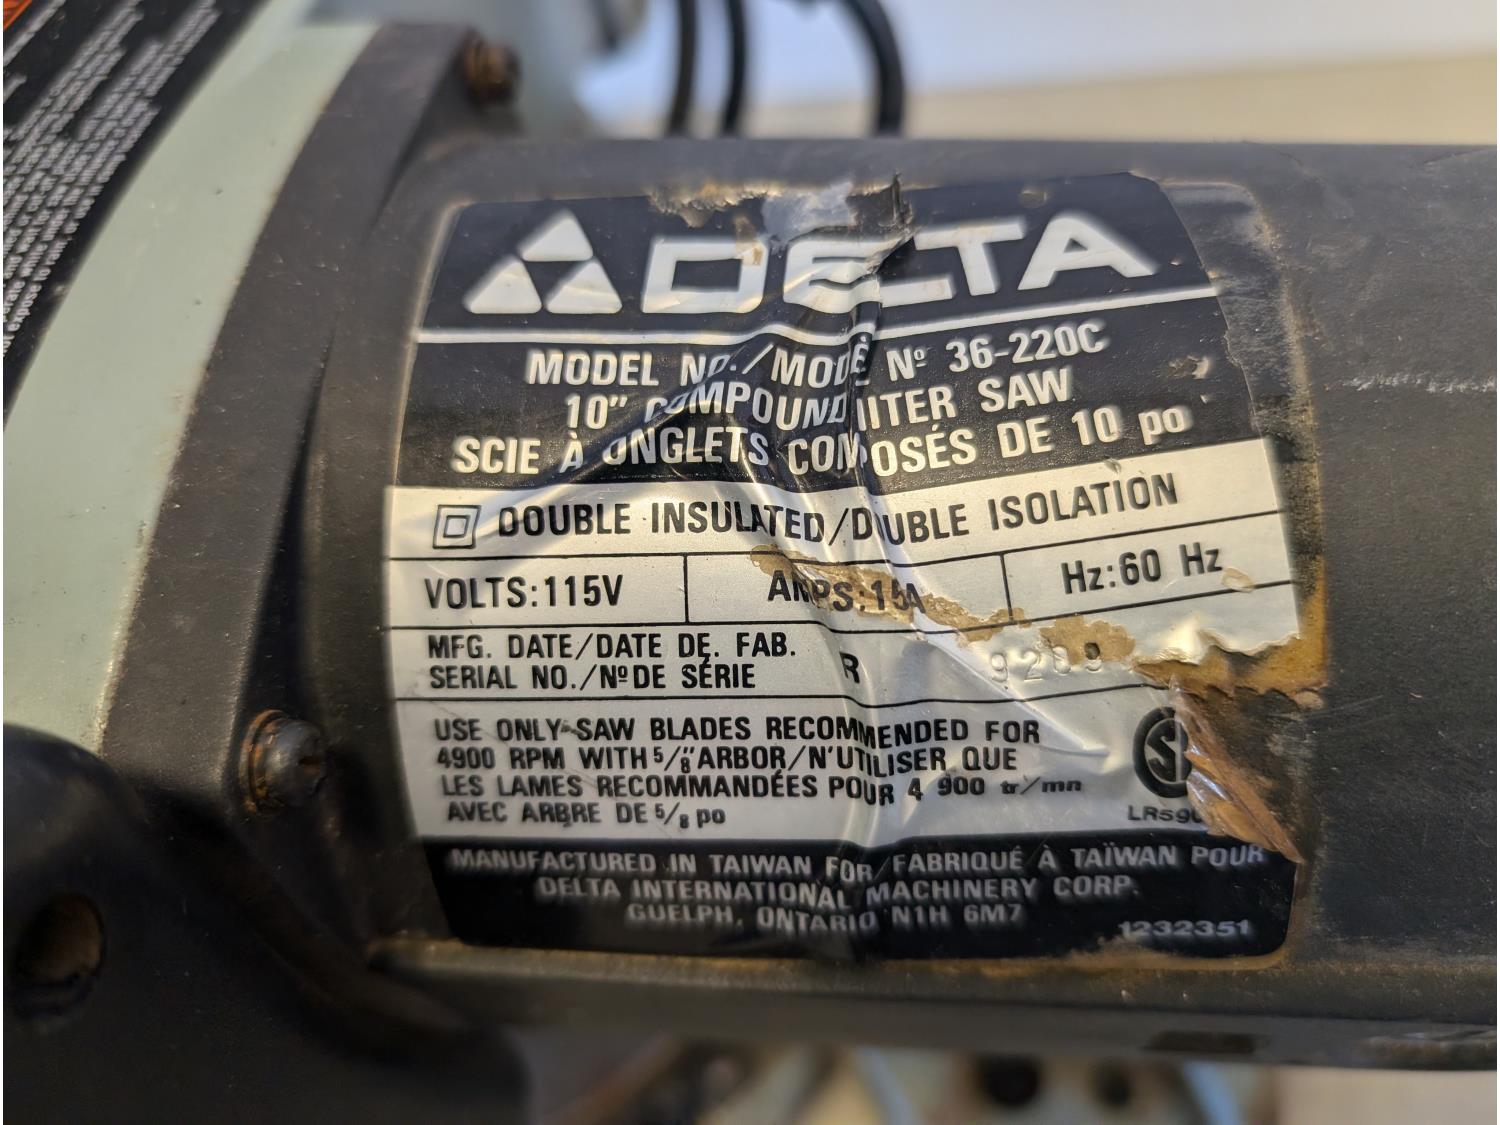 DELTA
MODEL NO./MODÈ Nº 36-220C
10" COMPOUND MITER SAW
SCIE À ONGLETS COMPOSÉS DE 10 po
DOUBLE INSULATED/DOUBLE ISOLATION
VOLTS:115V AMPS:15A Hz:60 Hz
MFG. DATE/DATE DE. FAB.
SERIAL NO./Nº DE SÉRIE R 9289
USE ONLY SAW BLADES RECOMMENDED FOR
4900 RPM WITH 5/8" ARBOR/N'UTILISER QUE
LES LAMES RECOMMANDÉES POUR 4 900 tr/mn
AVEC ARBRE DE 5/8 po
MANUFACTURED IN TAIWAN FOR/FABRIQUÉ À TAÏWAN POUR
DELTA INTERNATIONAL MACHINERY CORP.
GUELPH, ONTARIO N1H 6M7
1232351